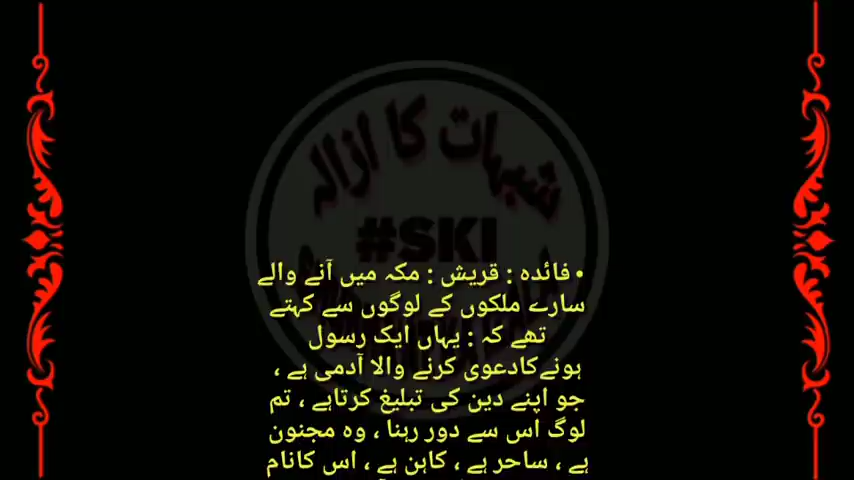 شبہات کا ازالہ
#SKI
• فائدہ : قریش : مکہ میں آنے والے
سارے ملکوں کے لوگوں سے کہتے
تھے کہ : یہاں ایک رسول
ہونےکادعوی کرنے والا آدمی ہے ،
جو اپنے دین کی تبلیغ کرتاہے ، تم
لوگ اس سے دور رہنا ، وہ مجنون
ہے ، ساحر ہے ، کاہن ہے ، اس کانام